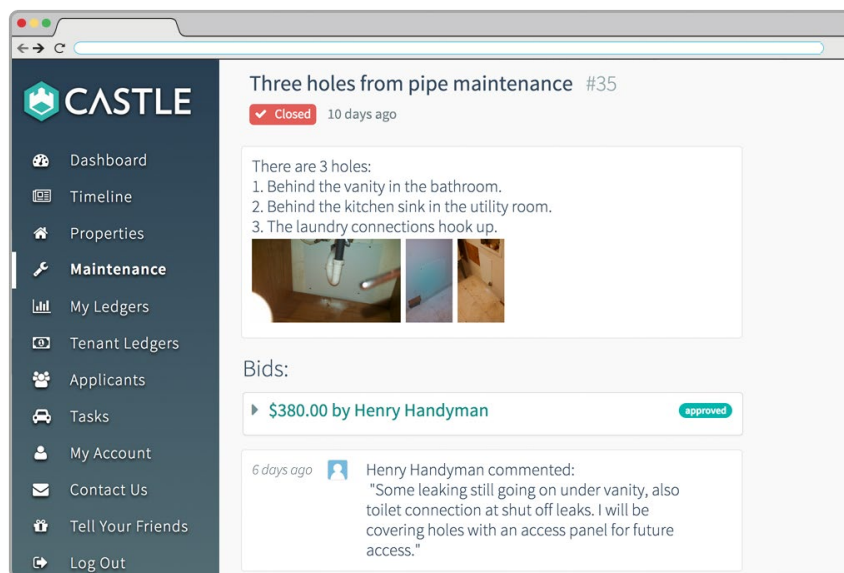 CASTLE
Dashboard
Timeline
Properties
Maintenance
My Ledgers
Tenant Ledgers
Applicants
Tasks
My Account
Contact Us
Tell Your Friends
Log Out
Three holes from pipe maintenance #35
Closed 10 days ago
There are 3 holes:
1. Behind the vanity in the bathroom.
2. Behind the kitchen sink in the utility room.
3. The laundry connections hook up.
Bids:
$380.00 by Henry Handyman approved
6 days ago Henry Handyman commented:
"Some leaking still going on under vanity, also
toilet connection at shut off leaks. I will be
covering holes with an access panel for future
access."